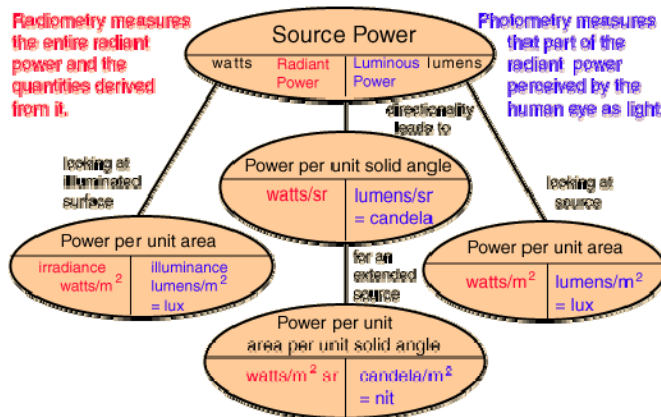 Radiometry measures
the entire radiant
power and the
quantities derived
from it.
Source Power
watts Radiant Power Luminous Power lumens
Photometry measures
that part of the
radiant power
perceived by the
human eye as light
directionality
leads to
looking at
illuminated
surface
Power per unit solid angle
watts/sr lumens/sr
= candela
looking at
source
Power per unit area
irradiance illuminance
watts/m² lumens/m²
= lux
for an
extended
source
Power per unit area
watts/m² lumens/m²
= lux
Power per unit
area per unit solid angle
watts/m² sr candela/m²
= nit